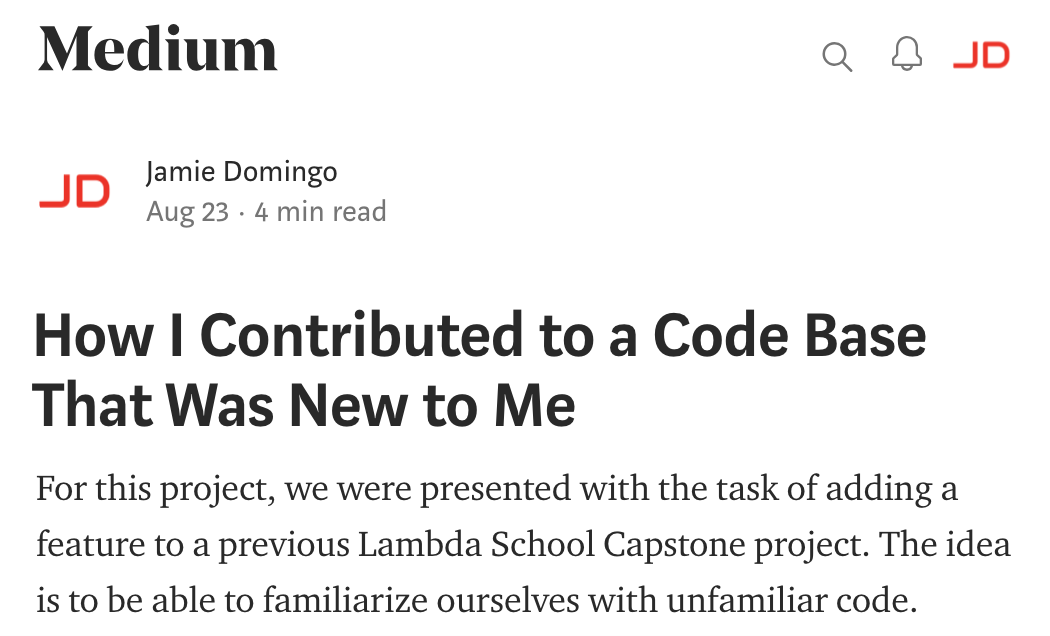 Medium
JD
JD
Jamie Domingo
Aug 23 · 4 min read
How I Contributed to a Code Base
That Was New to Me
For this project, we were presented with the task of adding a
feature to a previous Lambda School Capstone project. The idea
is to be able to familiarize ourselves with unfamiliar code.